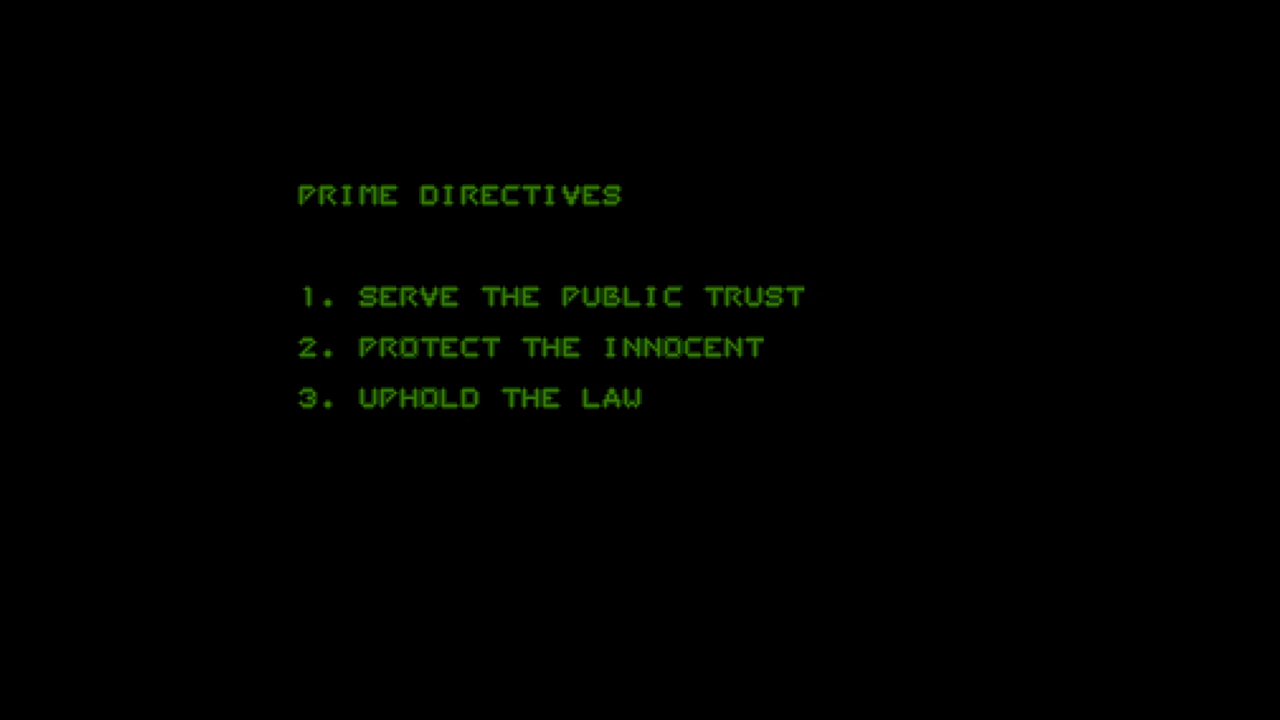 PRIME DIRECTIVES
1. SERVE THE PUBLIC TRUST
2. PROTECT THE INNOCENT
3. UPHOLD THE LAW